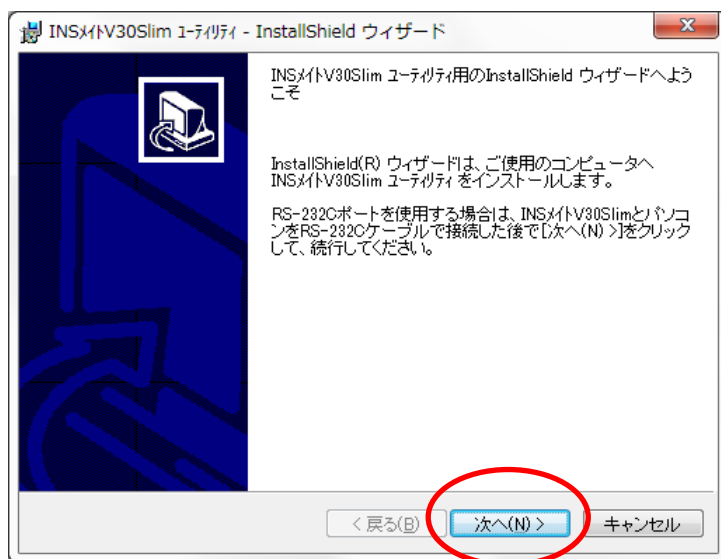 INSﾒｲﾄV30Slim ﾕｰﾃｨﾘﾃｨ - InstallShield ウィザード
INSﾒｲﾄV30Slim ﾕｰﾃｨﾘﾃｨ用のInstallShield ウィザードへよう
こそ
InstallShield(R) ウィザードは、ご使用のコンピュータへ
INSﾒｲﾄV30Slim ﾕｰﾃｨﾘﾃｨ をインストールします。
RS-232Cポートを使用する場合は、INSﾒｲﾄV30Slimとパソコ
ンをRS-232Cケーブルで接続した後で[次へ(N) >]をクリック
して、続行してください。
< 戻る(B)
次へ(N) >
キャンセル